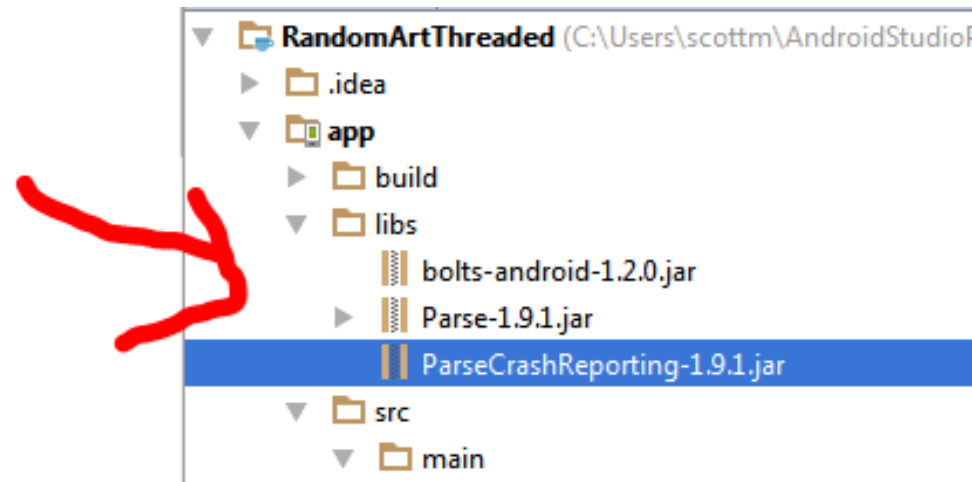 RandomArtThreaded (C:\Users\scottm\AndroidStudioP
.idea
app
build
libs
bolts-android-1.2.0.jar
Parse-1.9.1.jar
ParseCrashReporting-1.9.1.jar
src
main